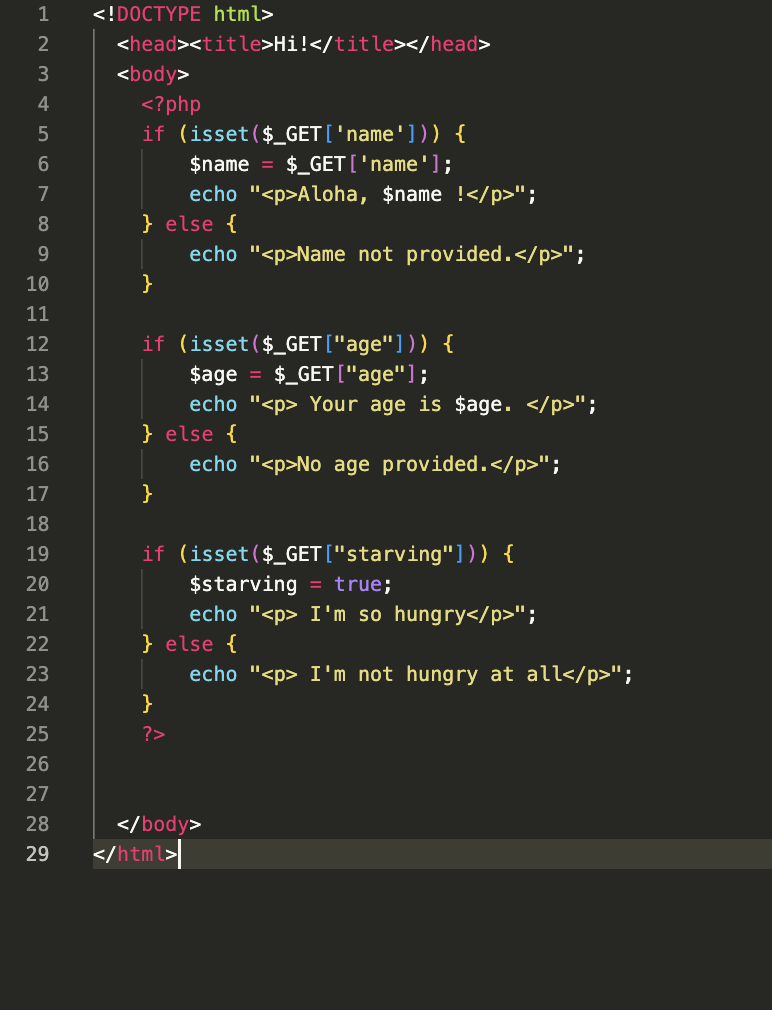 1 <!DOCTYPE html>
2 <head><title>Hi!</title></head>
3 <body>
4 <?php
5 if (isset($_GET['name'])) {
6 $name = $_GET['name'];
7 echo "<p>Aloha, $name !</p>";
8 } else {
9 echo "<p>Name not provided.</p>";
10 }
11
12 if (isset($_GET["age"])) {
13 $age = $_GET["age"];
14 echo "<p> Your age is $age. </p>";
15 } else {
16 echo "<p>No age provided.</p>";
17 }
18
19 if (isset($_GET["starving"])) {
20 $starving = true;
21 echo "<p> I'm so hungry</p>";
22 } else {
23 echo "<p> I'm not hungry at all</p>";
24 }
25 ?>
26
27
28 </body>
29 </html>